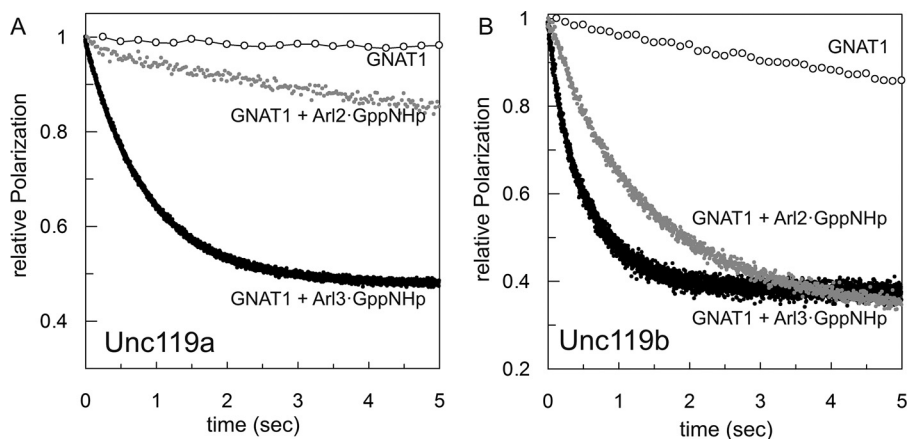 A
relative Polarization
1
0.8
0.6
0.4
GNAT1
GNAT1 + Arl2·GppNHp
GNAT1 + Arl3·GppNHp
Unc119a
0 1 2 3 4 5
time (sec)
B
relative Polarization
1
0.8
0.6
0.4
0.2
GNAT1
GNAT1 + Arl2·GppNHp
GNAT1 + Arl3·GppNHp
Unc119b
0 1 2 3 4 5
time (sec)